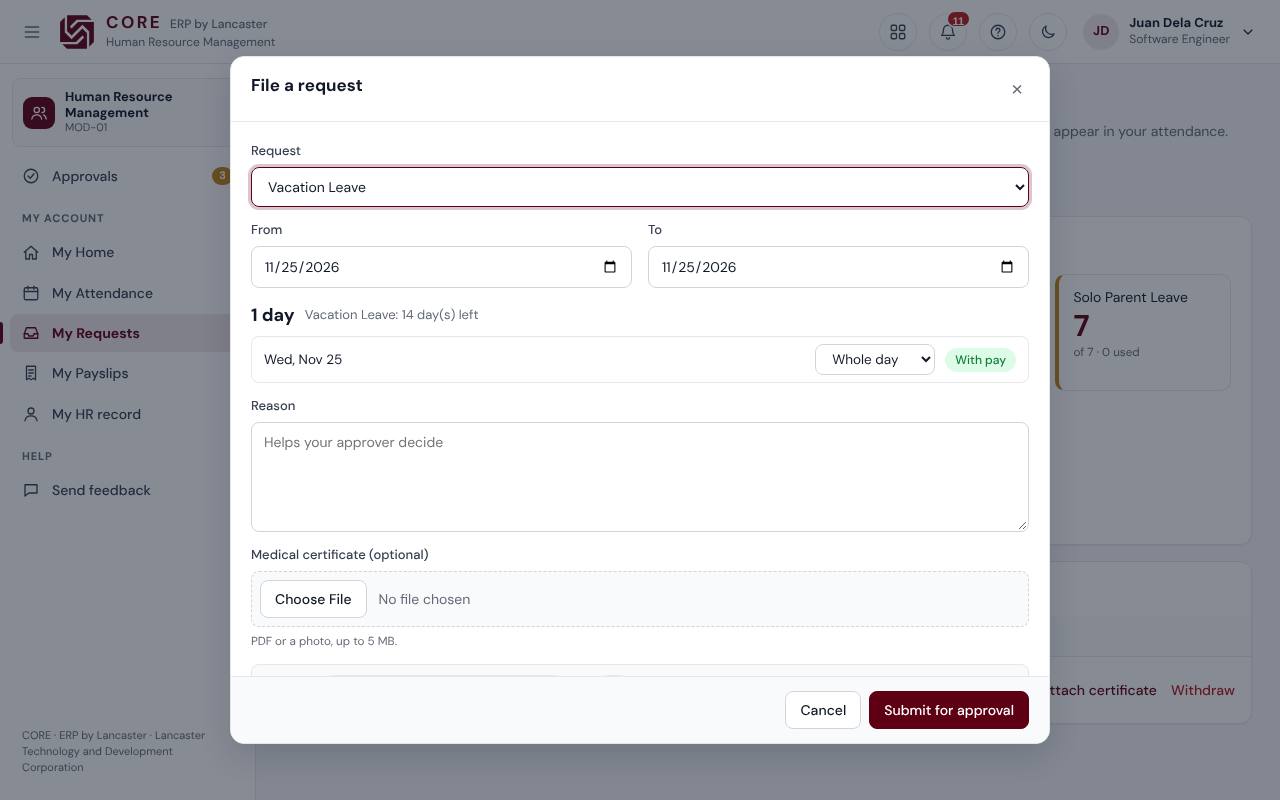 CORE ERP by Lancaster
Human Resource Management
11
JD
Juan Dela Cruz
Software Engineer
Human Resource
Management
MOD-01
Approvals
3
MY ACCOUNT
My Home
My Attendance
My Requests
My Payslips
My HR record
HELP
Send feedback
CORE · ERP by Lancaster · Lancaster
Technology and Development
Corporation
File a request
×
Request
Vacation Leave
From
To
11/25/2026
11/25/2026
1 day Vacation Leave: 14 day(s) left
Wed, Nov 25
Whole day
With pay
Reason
Helps your approver decide
Medical certificate (optional)
Choose File No file chosen
PDF or a photo, up to 5 MB.
Cancel
Submit for approval
appear in your attendance.
Solo Parent Leave
7
of 7 · 0 used
ttach certificate
Withdraw